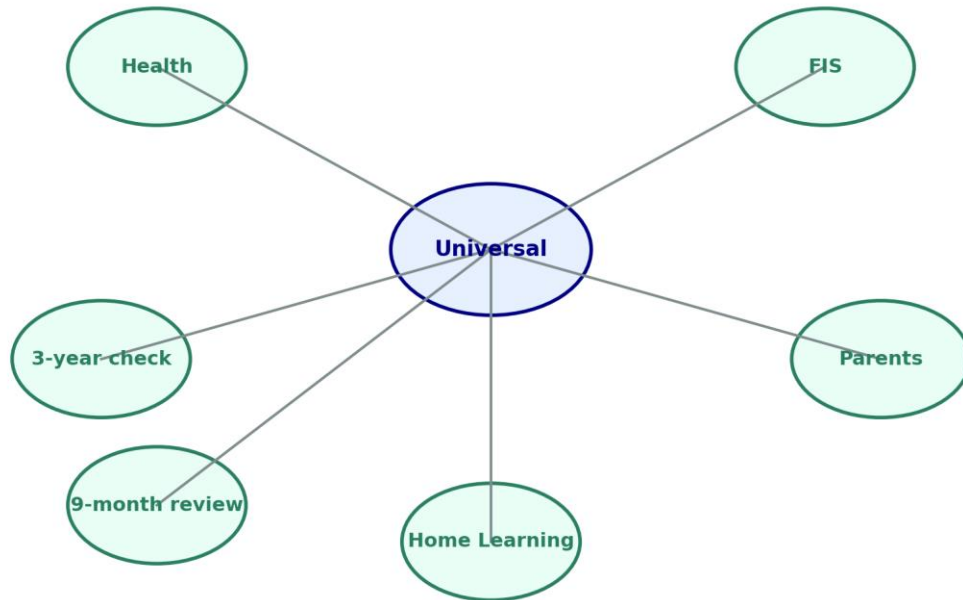 Health
FIS
Universal
3-year check
Parents
9-month review
Home Learning